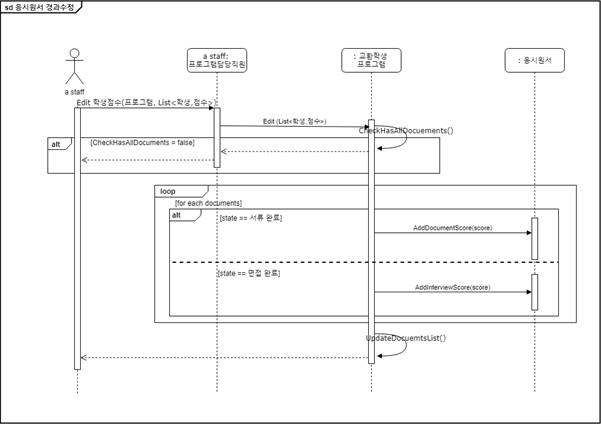 sd 응시원서 경과수정
a staff:
프로그램담당직원
: 교환학생
프로그램
: 응시원서
a staff
Edit 학생점수(프로그램, List<학생,점수>)
Edit (List<학생,점수>)
CheckHasAllDocuements()
alt
[CheckHasAllDocuments = false]
loop
[for each documents]
alt
[state == 서류 완료]
AddDocumentScore(score)
[state == 면접 완료]
AddInterviewScore(score)
UpdateDocuemtsList()